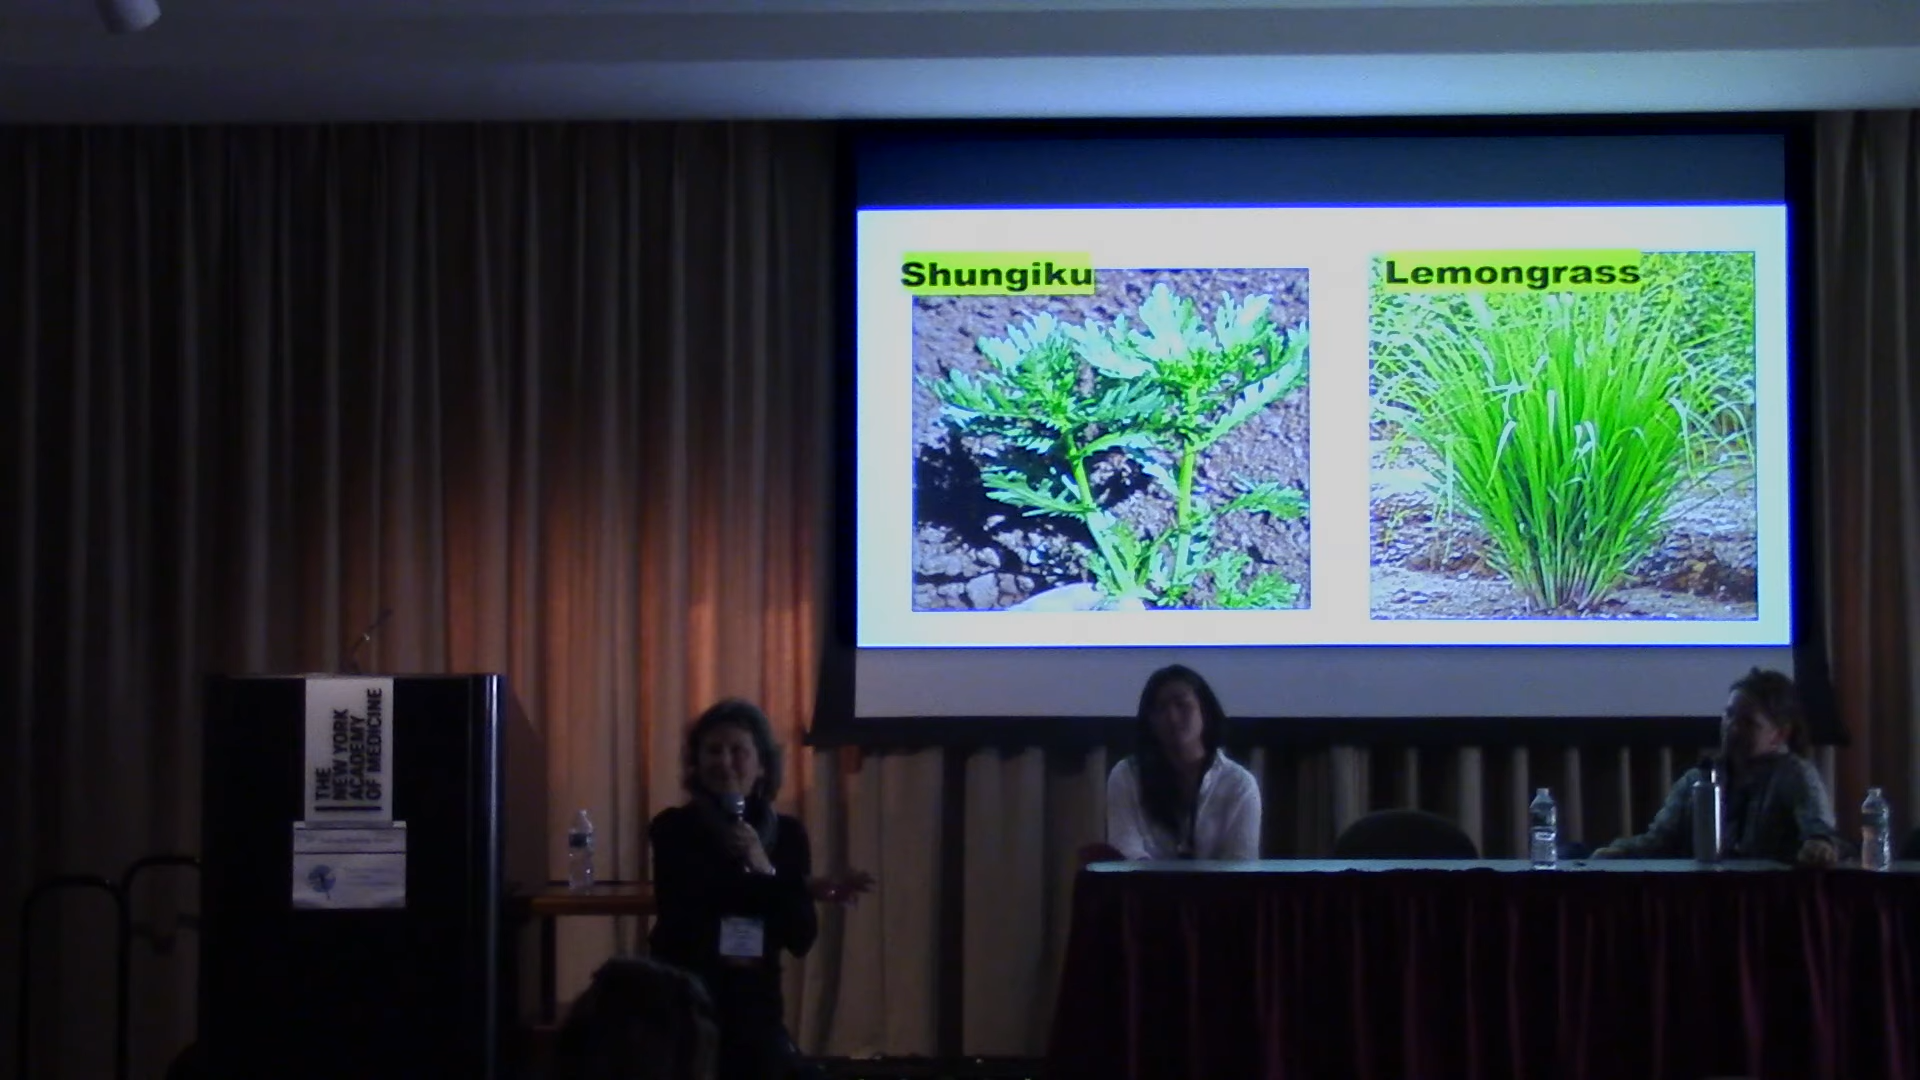 Shungiku
Lemongrass
THE
NEW YORK
ACADEMY
OF MEDICINE